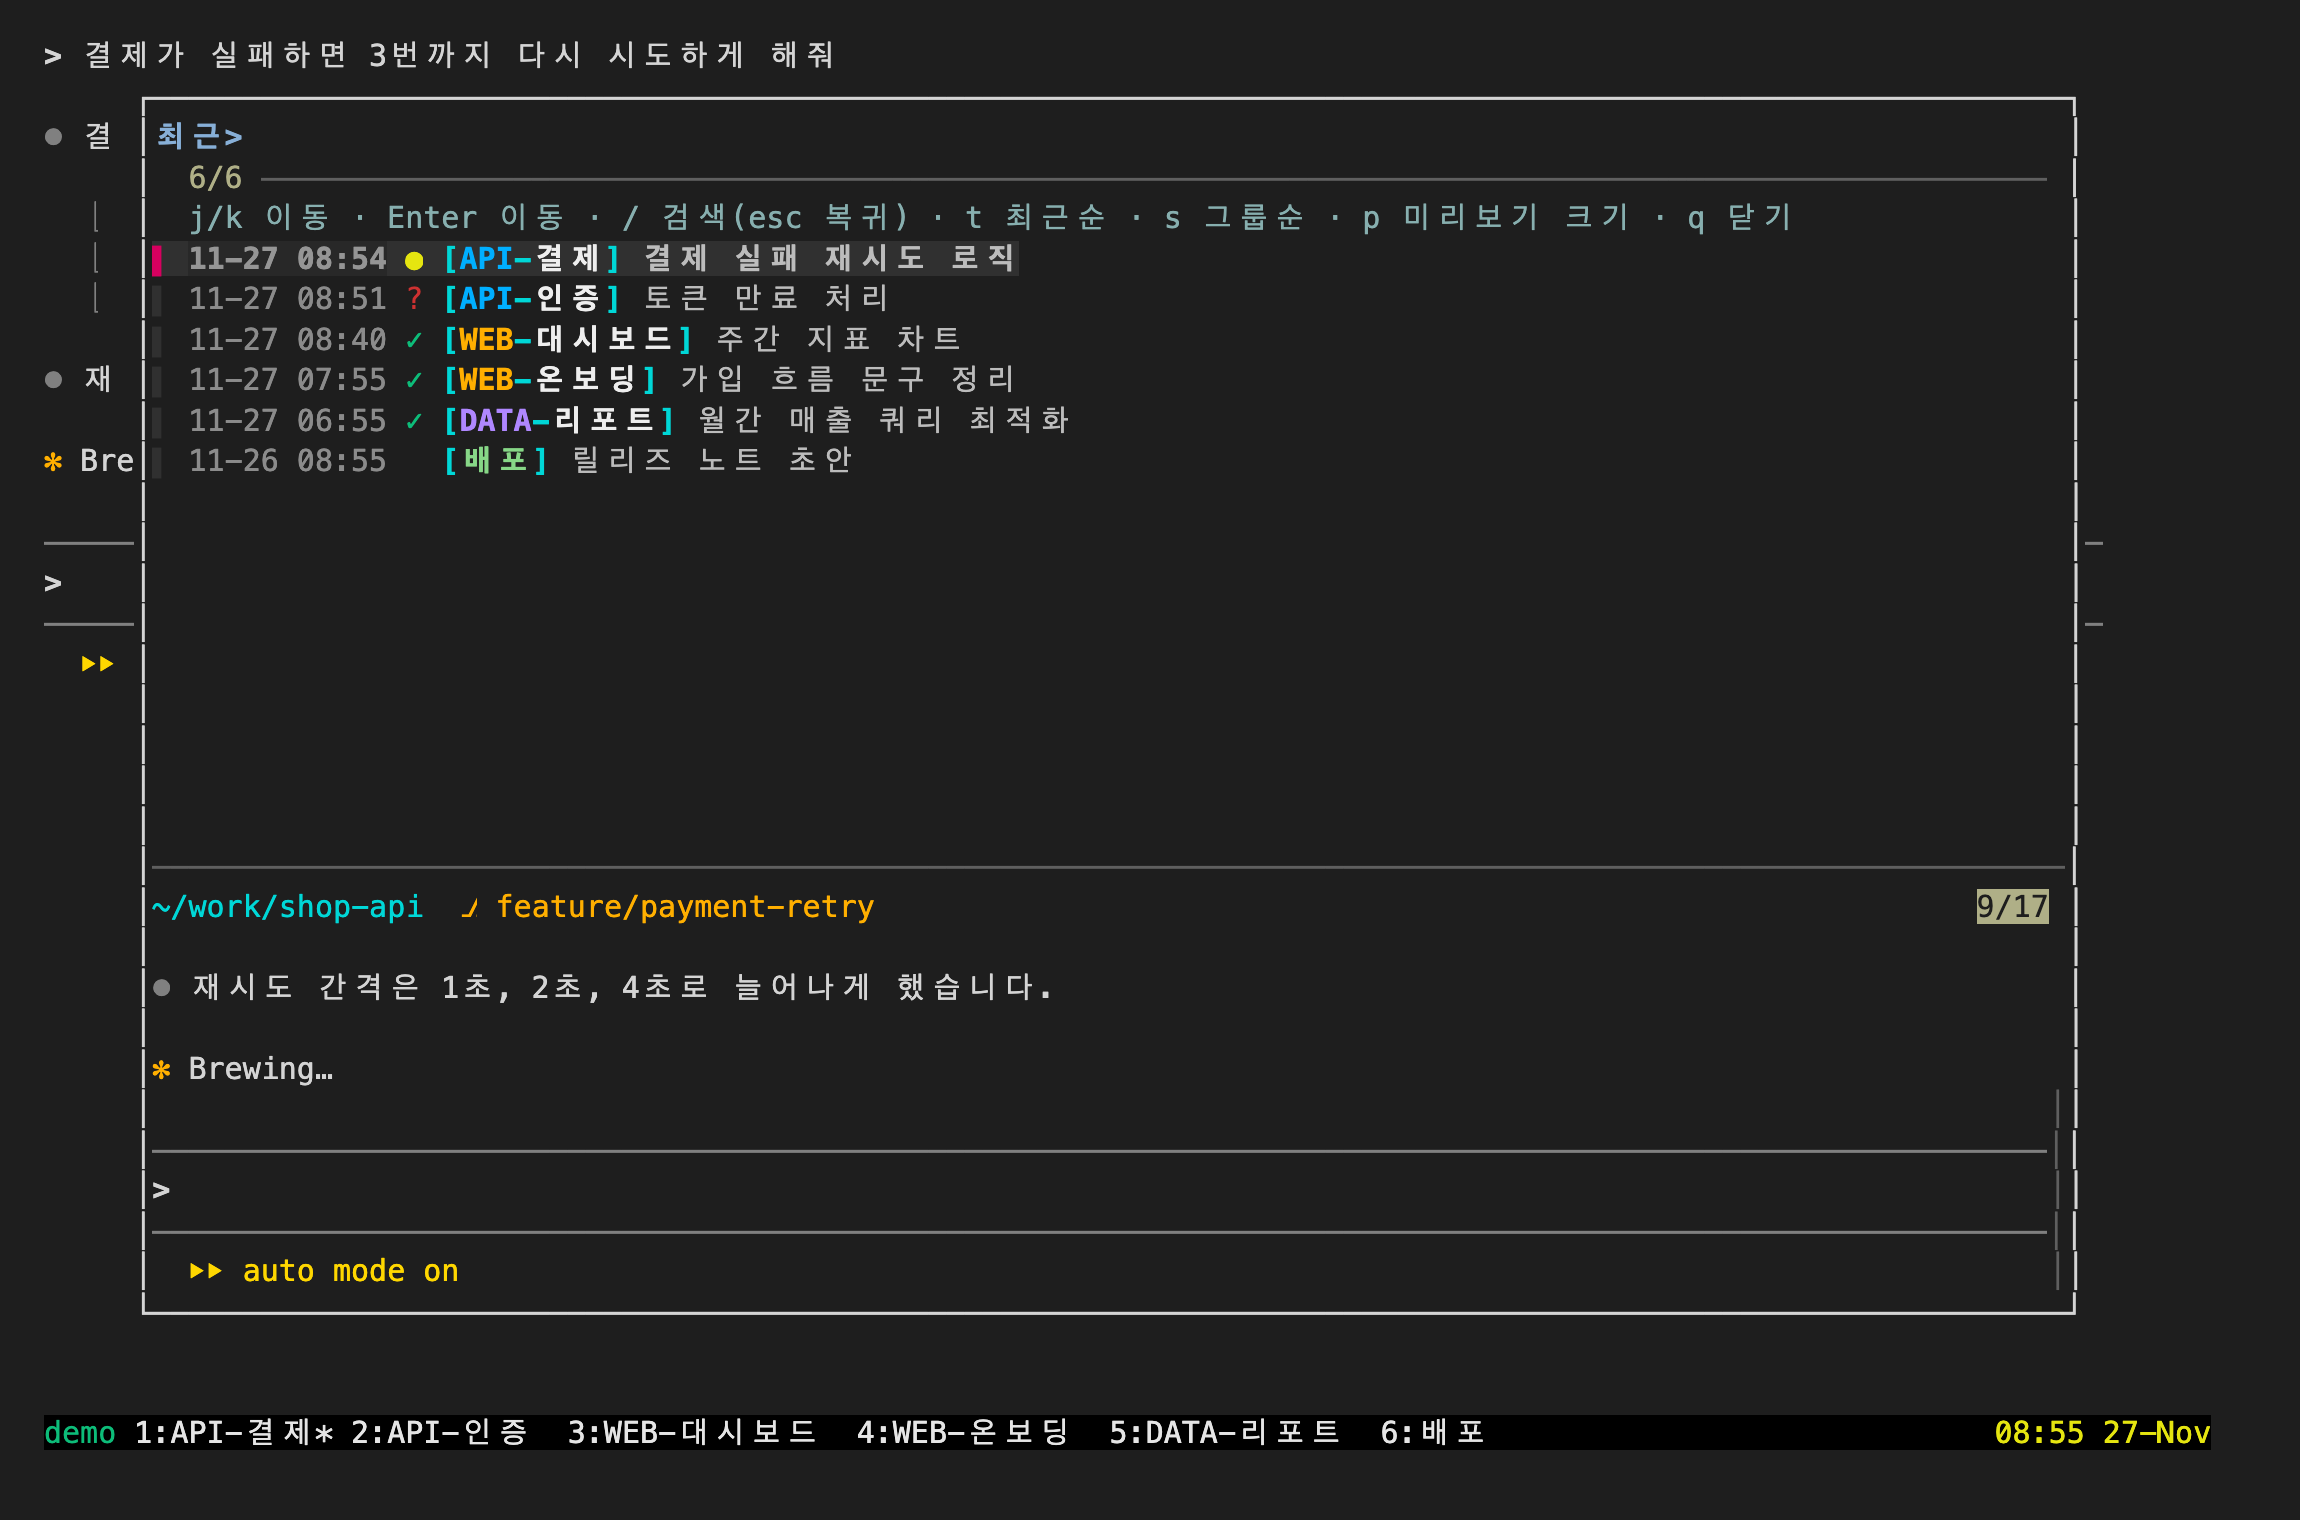 > 결제가 실패하면 3번까지 다시 시도하게 해줘
● 결
최근>
6/6
j/k 이동 · Enter 이동 · / 검색(esc 복귀) · t 최근순 · s 그룹순 · p 미리보기 크기 · q 닫기
11-27 08:54 ● [API-결제] 결제 실패 재시도 로직
11-27 08:51 ? [API-인증] 토큰 만료 처리
11-27 08:40 ✓ [WEB-대시보드] 주간 지표 차트
● 재
11-27 07:55 ✓ [WEB-온보딩] 가입 흐름 문구 정리
11-27 06:55 ✓ [DATA-리포트] 월간 매출 쿼리 최적화
✻ Bre
11-26 08:55 [배포] 릴리즈 노트 초안
>
▶▶
~/work/shop-api ⎇ feature/payment-retry 9/17
● 재시도 간격은 1초, 2초, 4초로 늘어나게 했습니다.
✻ Brewing…
>
▶▶ auto mode on
demo 1:API-결제* 2:API-인증 3:WEB-대시보드 4:WEB-온보딩 5:DATA-리포트 6:배포 08:55 27-Nov